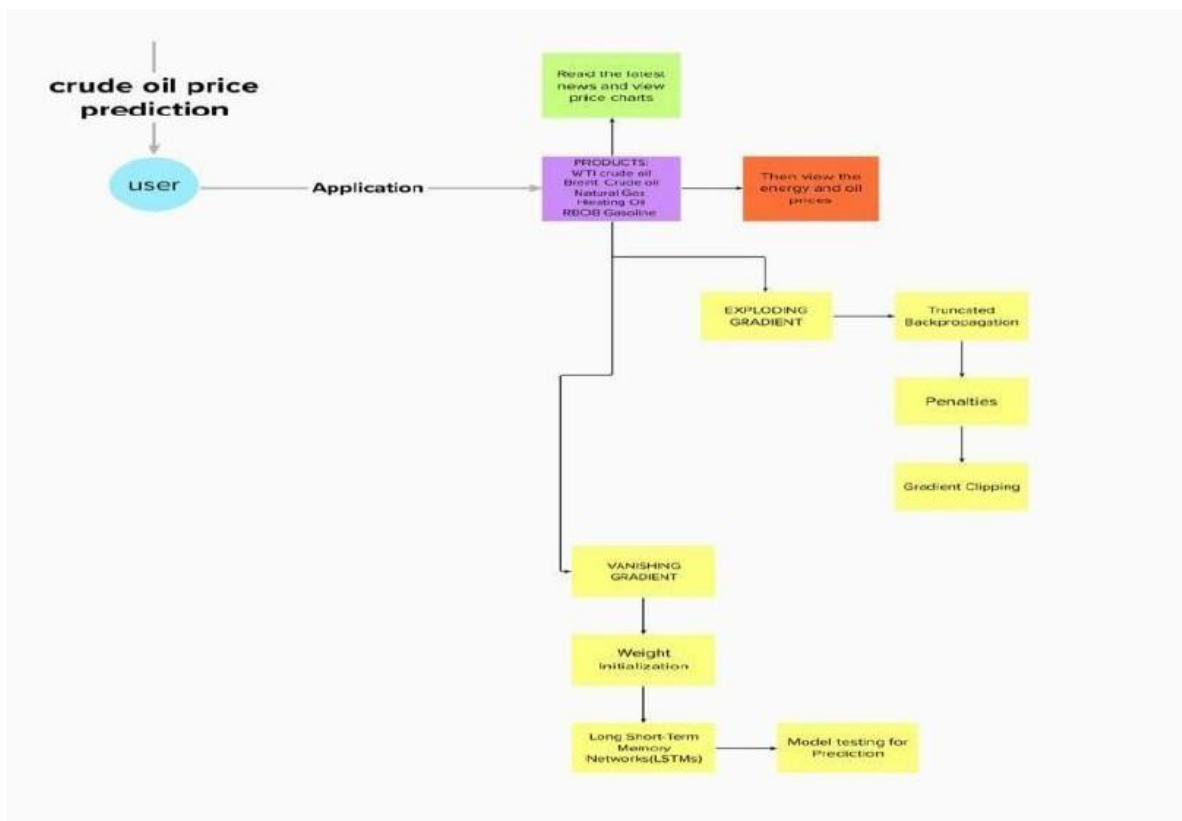 crude oil price
prediction
user
Application
Read the latest
news and view
price charts
PRODUCTS:
WTI crude oil
Brent Crude oil
Natural Gas
Heating Oil
RBOB Gasoline
Then view the
energy and oil
prices
EXPLODING
GRADIENT
Truncated
Backpropagation
Penalties
Gradient Clipping
VANISHING
GRADIENT
Weight
Initialization
Long Short-Term
Memory
Networks(LSTMs)
Model testing for
Prediction